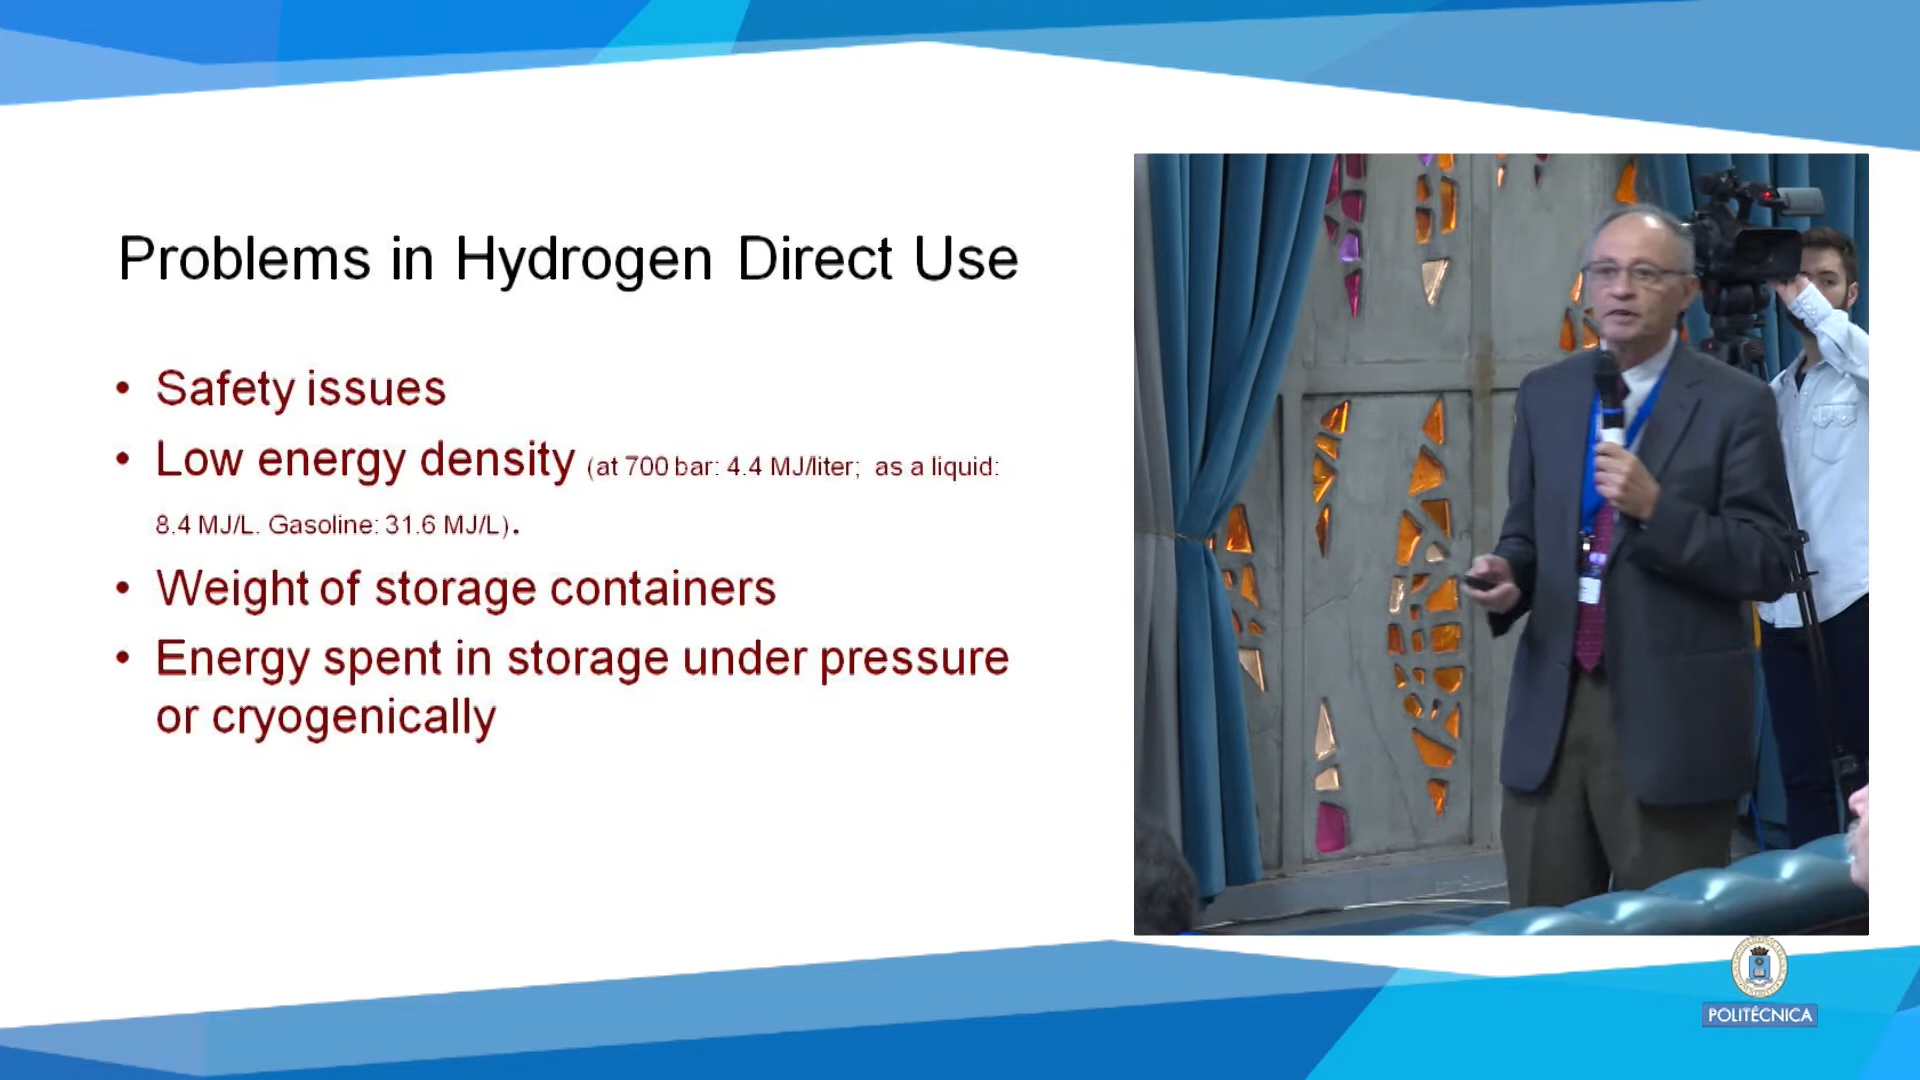 Problems in Hydrogen Direct Use
• Safety issues
• Low energy density (at 700 bar: 4.4 MJ/liter; as a liquid:
8.4 MJ/L. Gasoline: 31.6 MJ/L).
• Weight of storage containers
• Energy spent in storage under pressure
or cryogenically
POLITÉCNICA